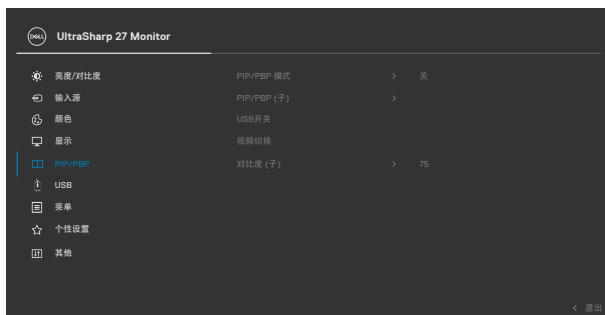 DELL UltraSharp 27 Monitor
亮度/对比度 PIP/PBP 模式 > 关
输入源 PIP/PBP (子) >
颜色 USB开关
显示 视频切换
PIP/PBP 对比度 (子) > 75
USB
菜单
个性设置
其他
< 退出